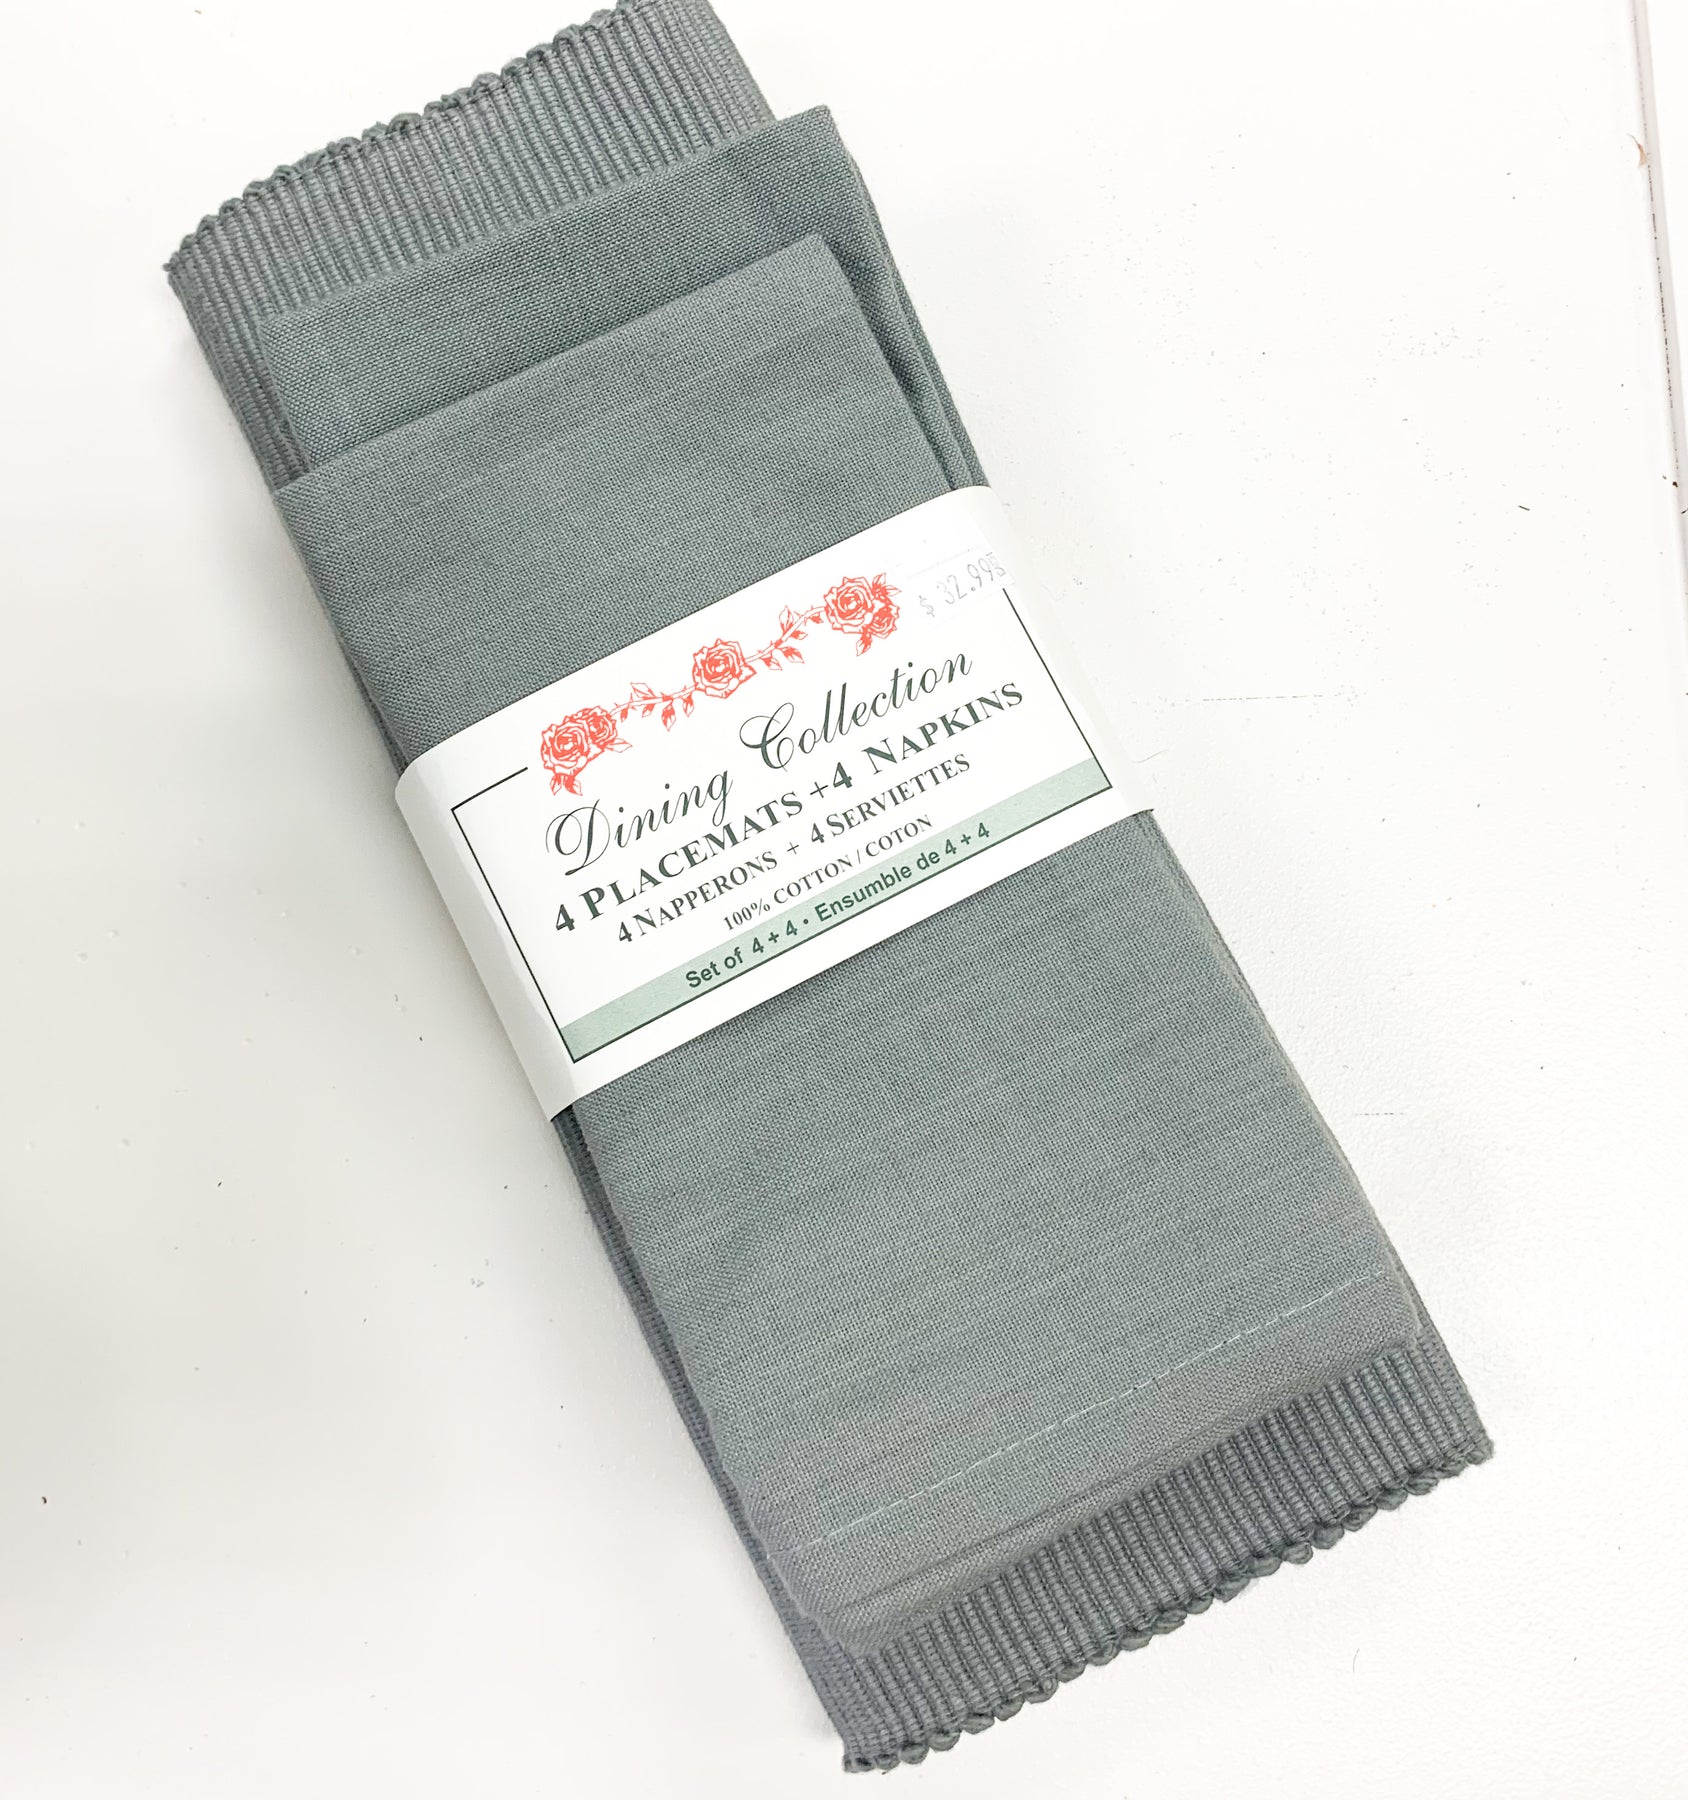 $ 32.99
Dining Collection
4 PLACEMATS + 4 NAPKINS
4 NAPPERONS + 4 SERVIETTES
100% COTTON / COTON
Set of 4 + 4 • Ensumble de 4 + 4